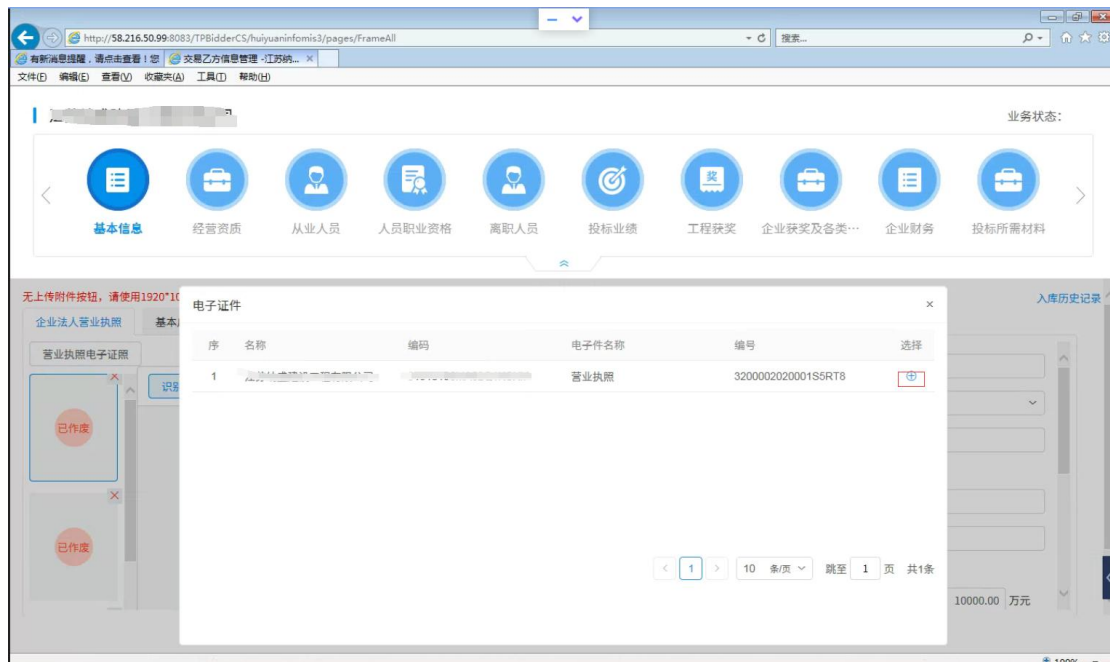 http://58.216.50.99:8083/TPBidderCS/huiyuaninfomis3/pages/FrameAll
搜索...
有新消息提醒，请点击查看！您
交易乙方信息管理 -江苏纳...
文件(F) 编辑(E) 查看(V) 收藏夹(A) 工具(T) 帮助(H)
业务状态：
基本信息 经营资质 从业人员 人员职业资格 离职人员 投标业绩 工程获奖 企业获奖及各类… 企业财务 投标所需材料
奖
无上传附件按钮，请使用1920*10
入库历史记录
企业法人营业执照 基本
营业执照电子证照
识别
已作废
已作废
电子证件
序 名称 编码 电子件名称 编号 选择
1 营业执照 3200002020001S5RT8
1 10 条/页 跳至 1 页 共1条
10000.00 万元
100%